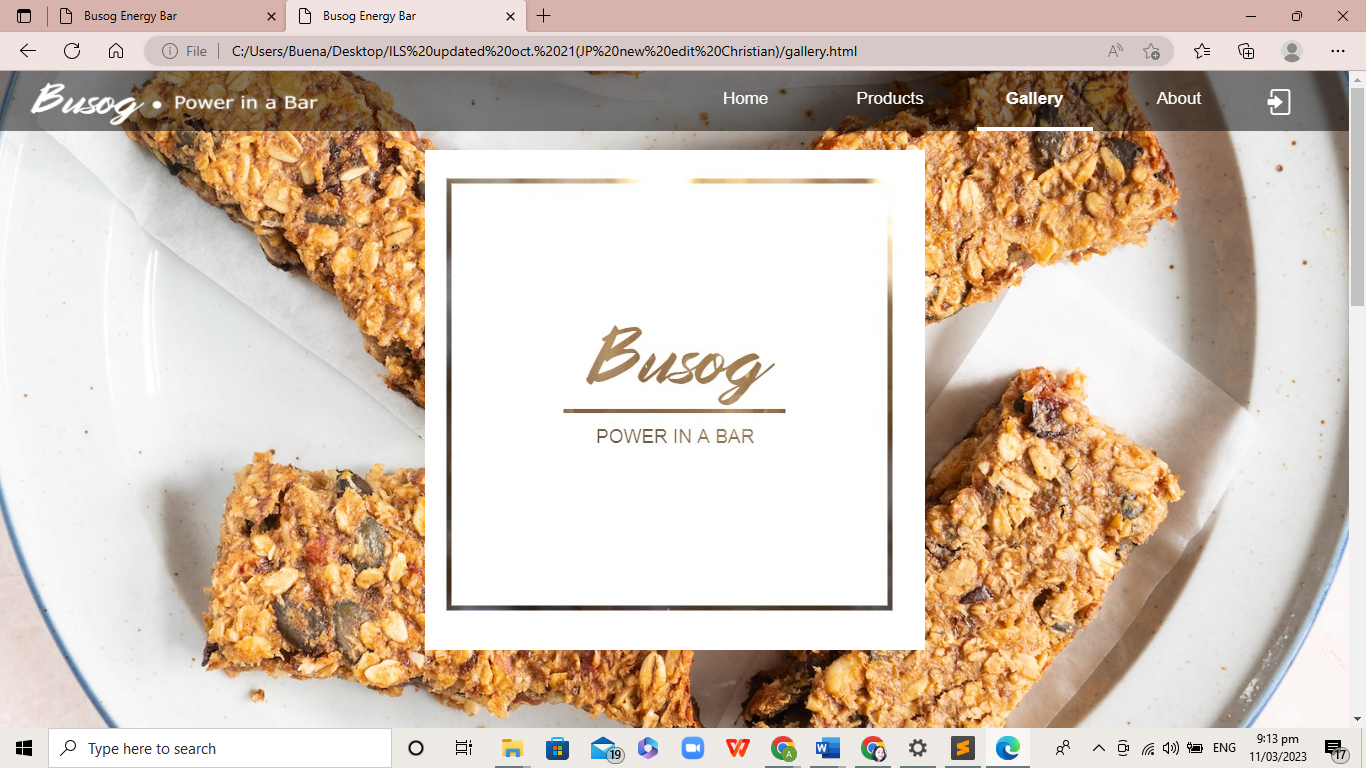 Busog Energy Bar
Busog Energy Bar
File
C:/Users/Buena/Desktop/ILS%20updated%20oct.%2021(JP%20new%20edit%20Christian)/gallery.html
Busog • Power in a Bar
Home
Products
Gallery
About
Busog
POWER IN A BAR
Type here to search
19
A
W
W
ENG
9:13 pm
11/03/2023
17